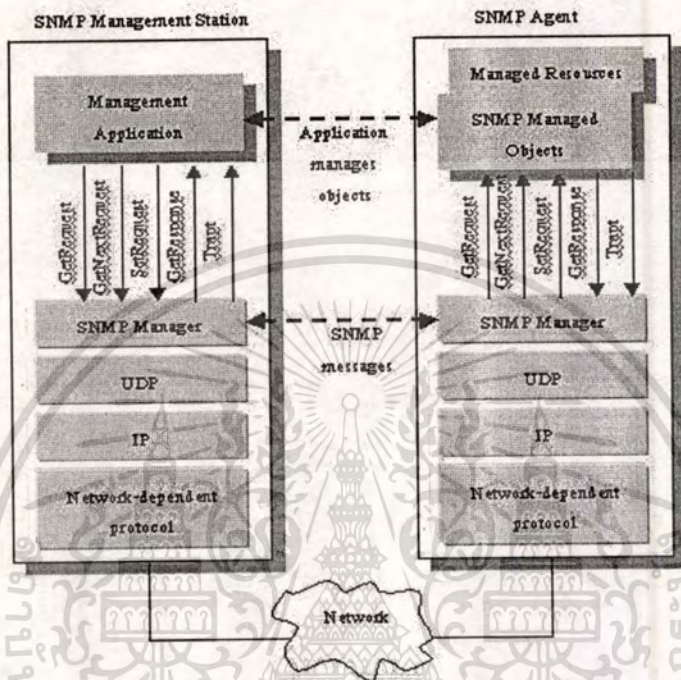 SNMP Management Station
SNMP Agent
Management
Application
Application
manages
objects
Managed Resources
SNMP Managed
Objects
GetRequest
GetNextRequest
SetRequest
GetResponse
Trap
GetRequest
GetNextRequest
SetRequest
GetResponse
Trap
SNMP Manager
SNMP
messages
SNMP Manager
UDP
UDP
IP
IP
Network-dependent
protocol
Network-dependent
protocol
Network